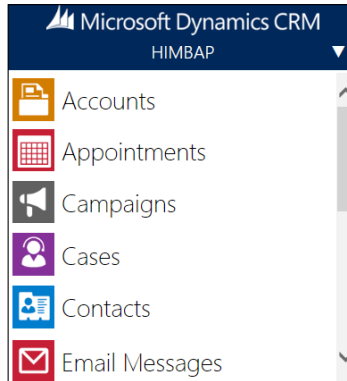 Microsoft Dynamics CRM
HIMBAP
Accounts
Appointments
Campaigns
Cases
Contacts
Email Messages